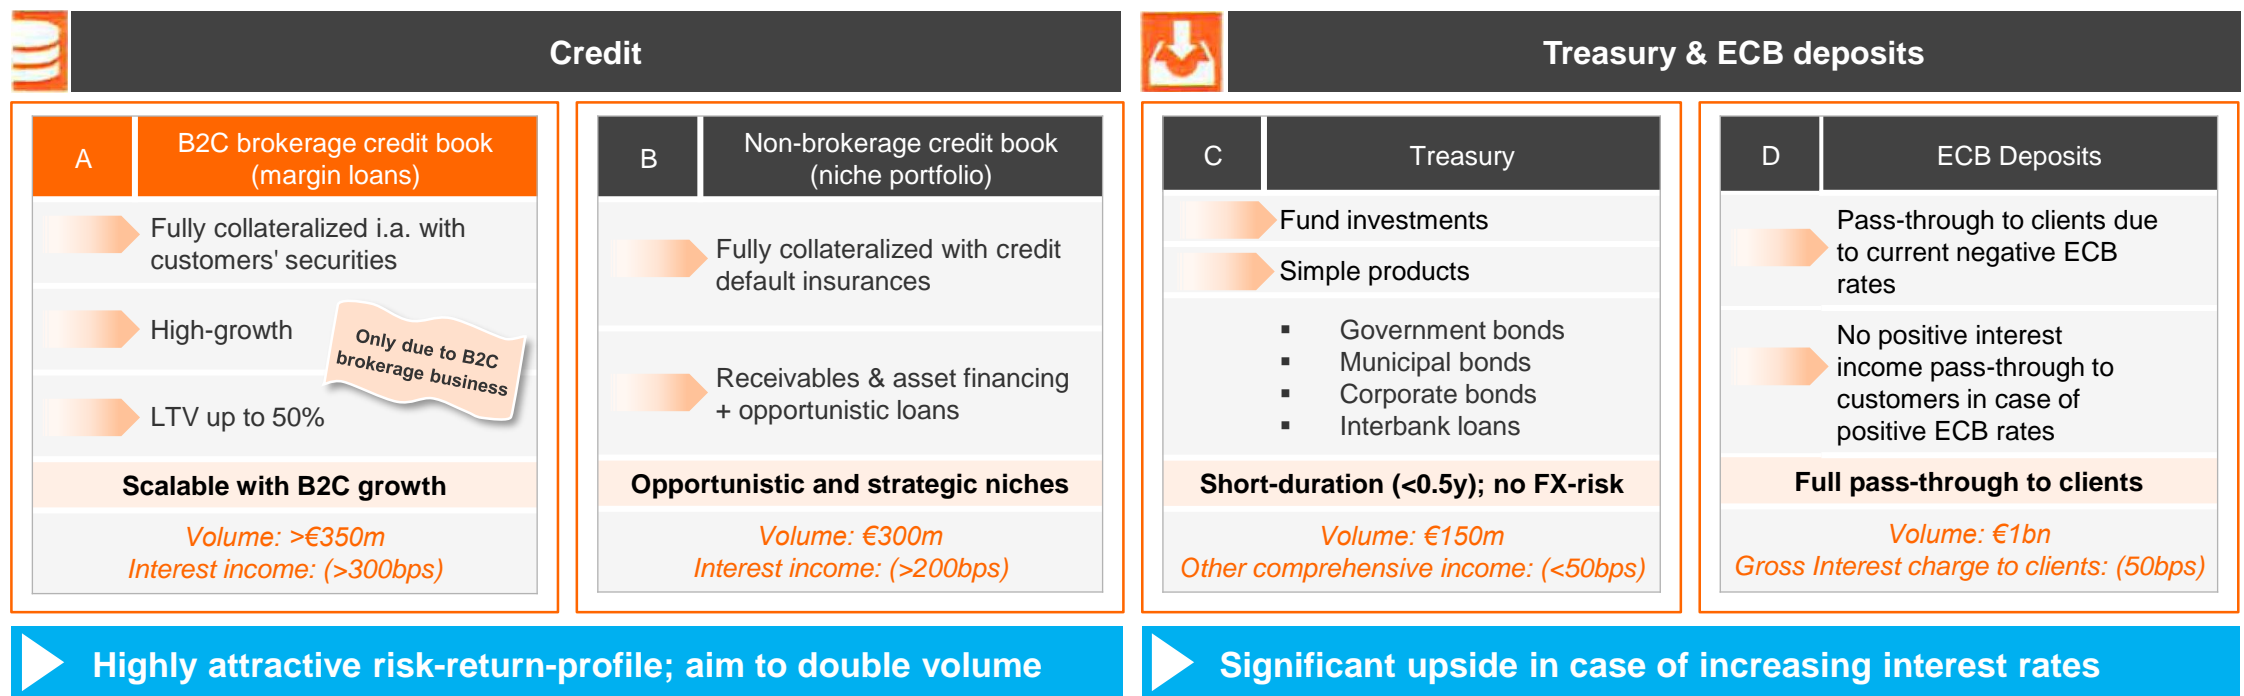 Credit
Treasury & ECB deposits
A
B2C brokerage credit book
(margin loans)
Fully collateralized i.a. with
customers' securities
High-growth
Only due to B2C
brokerage business
LTV up to 50%
Scalable with B2C growth
Volume: >€350m
Interest income: (>300bps)
B
Non-brokerage credit book
(niche portfolio)
Fully collateralized with credit
default insurances
Receivables & asset financing
+ opportunistic loans
Opportunistic and strategic niches
Volume: €300m
Interest income: (>200bps)
C
Treasury
Fund investments
Simple products
▪ Government bonds
▪ Municipal bonds
▪ Corporate bonds
▪ Interbank loans
Short-duration (<0.5y); no FX-risk
Volume: €150m
Other comprehensive income: (<50bps)
D
ECB Deposits
Pass-through to clients due
to current negative ECB
rates
No positive interest
income pass-through to
customers in case of
positive ECB rates
Full pass-through to clients
Volume: €1bn
Gross Interest charge to clients: (50bps)
Highly attractive risk-return-profile; aim to double volume
Significant upside in case of increasing interest rates